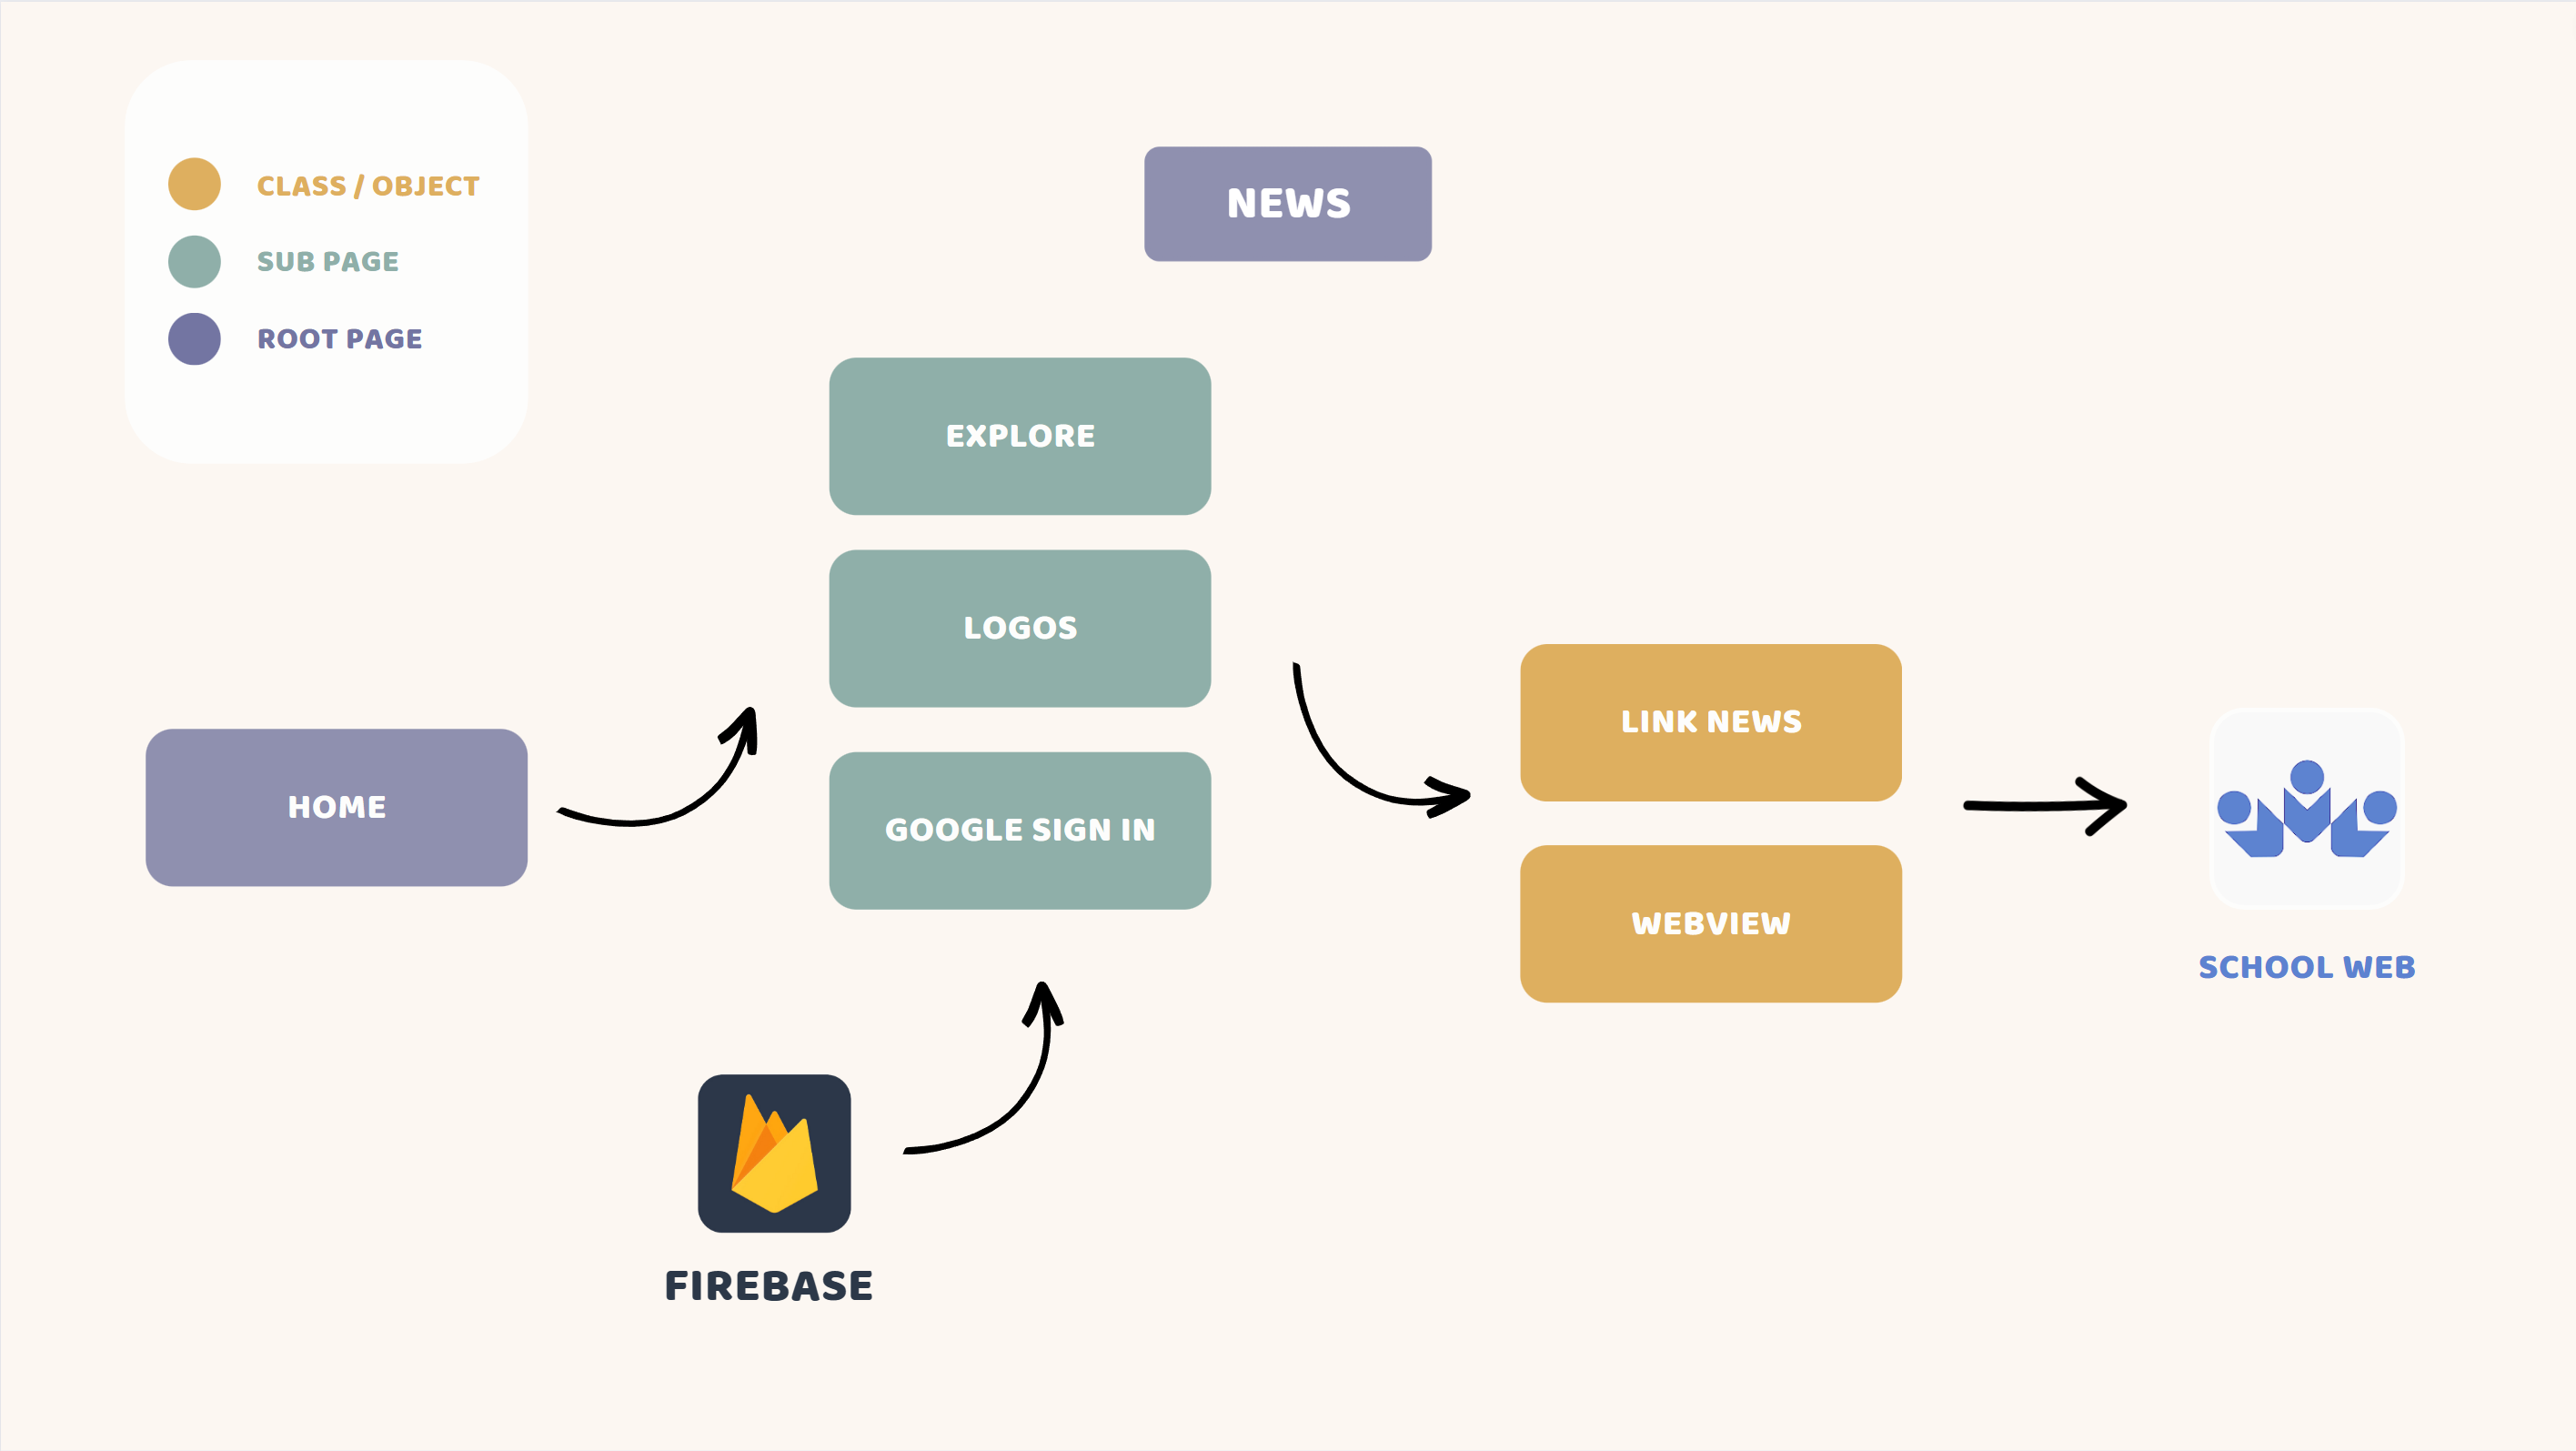 CLASS / OBJECT
SUB PAGE
ROOT PAGE
NEWS
EXPLORE
LOGOS
GOOGLE SIGN IN
HOME
LINK NEWS
WEBVIEW
SCHOOL WEB
FIREBASE